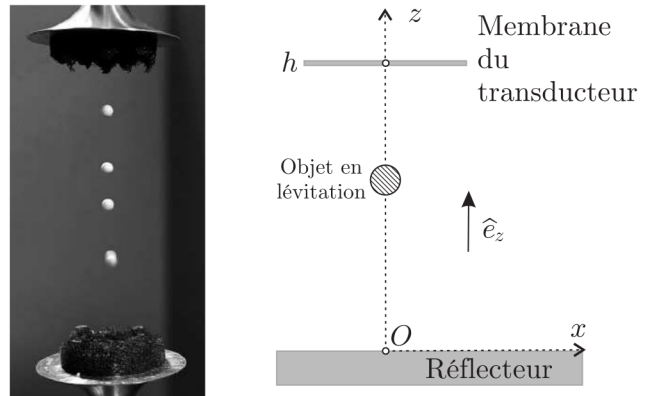 z
Membrane
du
transducteur
h
Objet en
lévitation
ê_z
O
x
Réflecteur